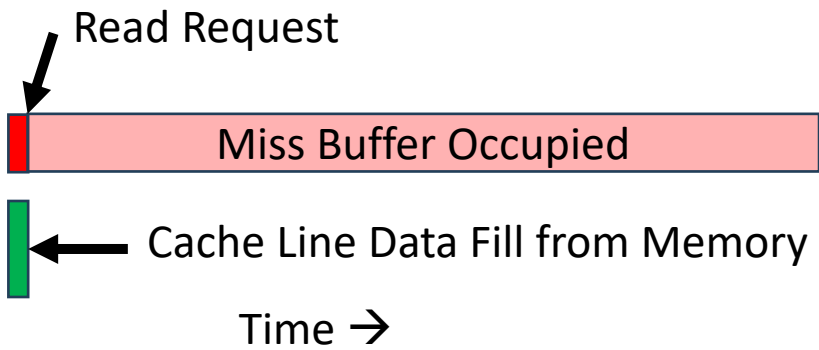 Read Request
Miss Buffer Occupied
Cache Line Data Fill from Memory
Time →